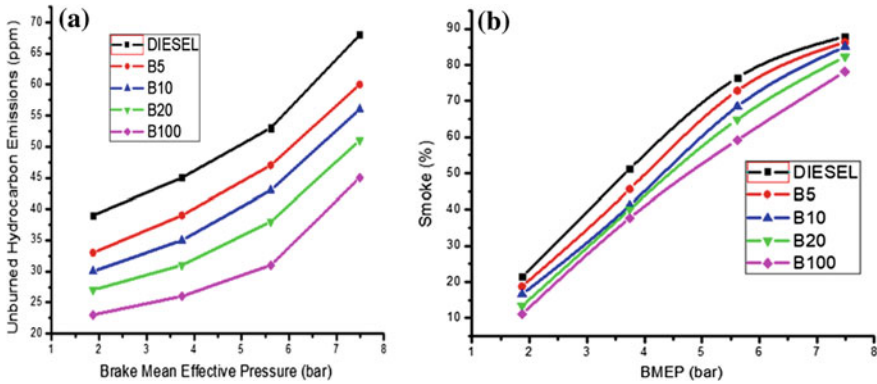 (a)
DIESEL
B5
B10
B20
B100
Unburned Hydrocarbon Emissions (ppm)
70
65
60
55
50
45
40
35
30
25
20
1 2 3 4 5 6 7 8
Brake Mean Effective Pressure (bar)
(b)
DIESEL
B5
B10
B20
B100
Smoke (%)
90
80
70
60
50
40
30
20
10
1 2 3 4 5 6 7 8
BMEP (bar)